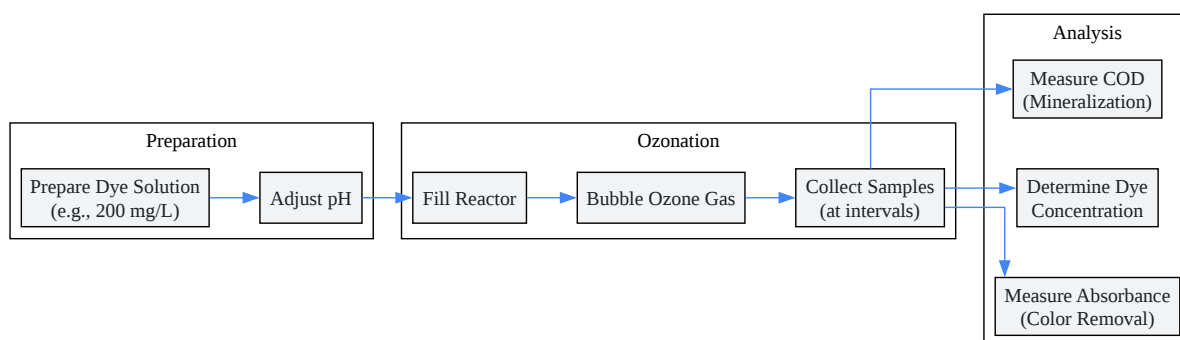 Preparation
Prepare Dye Solution
(e.g., 200 mg/L)
Adjust pH
Ozonation
Fill Reactor
Bubble Ozone Gas
Collect Samples
(at intervals)
Analysis
Measure COD
(Mineralization)
Determine Dye
Concentration
Measure Absorbance
(Color Removal)